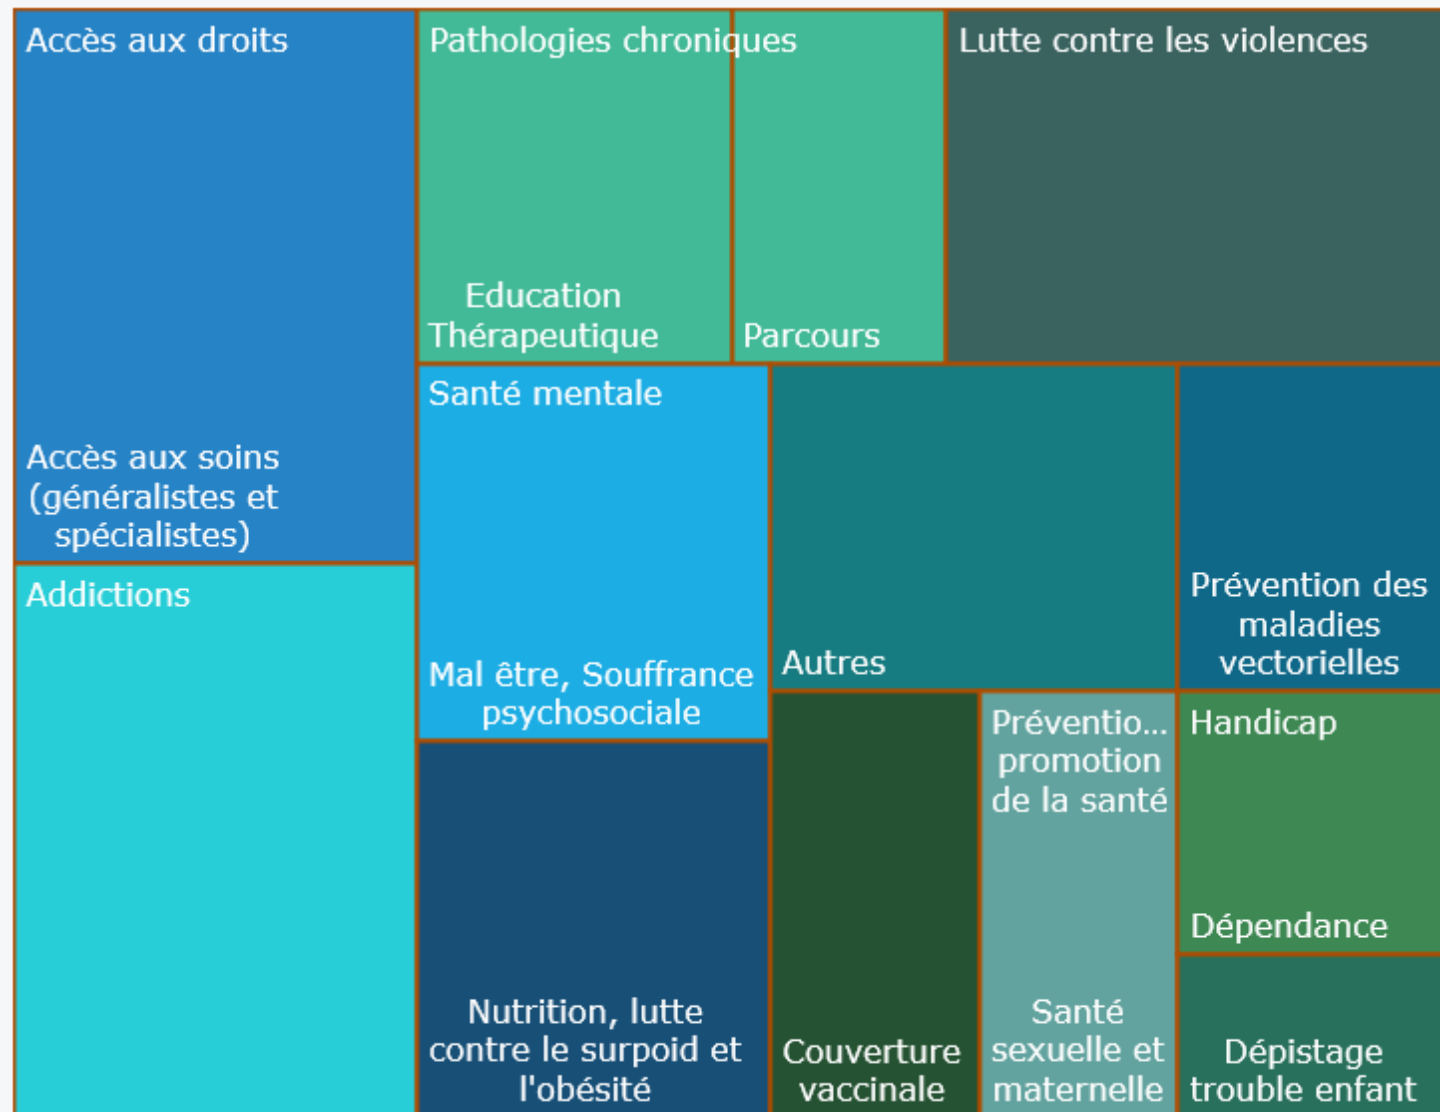 Accès aux droits
Accès aux soins
(généralistes et
spécialistes)
Addictions
Pathologies chroniques
Education
Thérapeutique
Parcours
Lutte contre les violences
Santé mentale
Mal être, Souffrance
psychosociale
Nutrition, lutte
contre le surpoid et
l'obésité
Autres
Prévention des
maladies
vectorielles
Couverture
vaccinale
Préventio...
promotion
de la santé
Santé
sexuelle et
maternelle
Handicap
Dépendance
Dépistage
trouble enfant